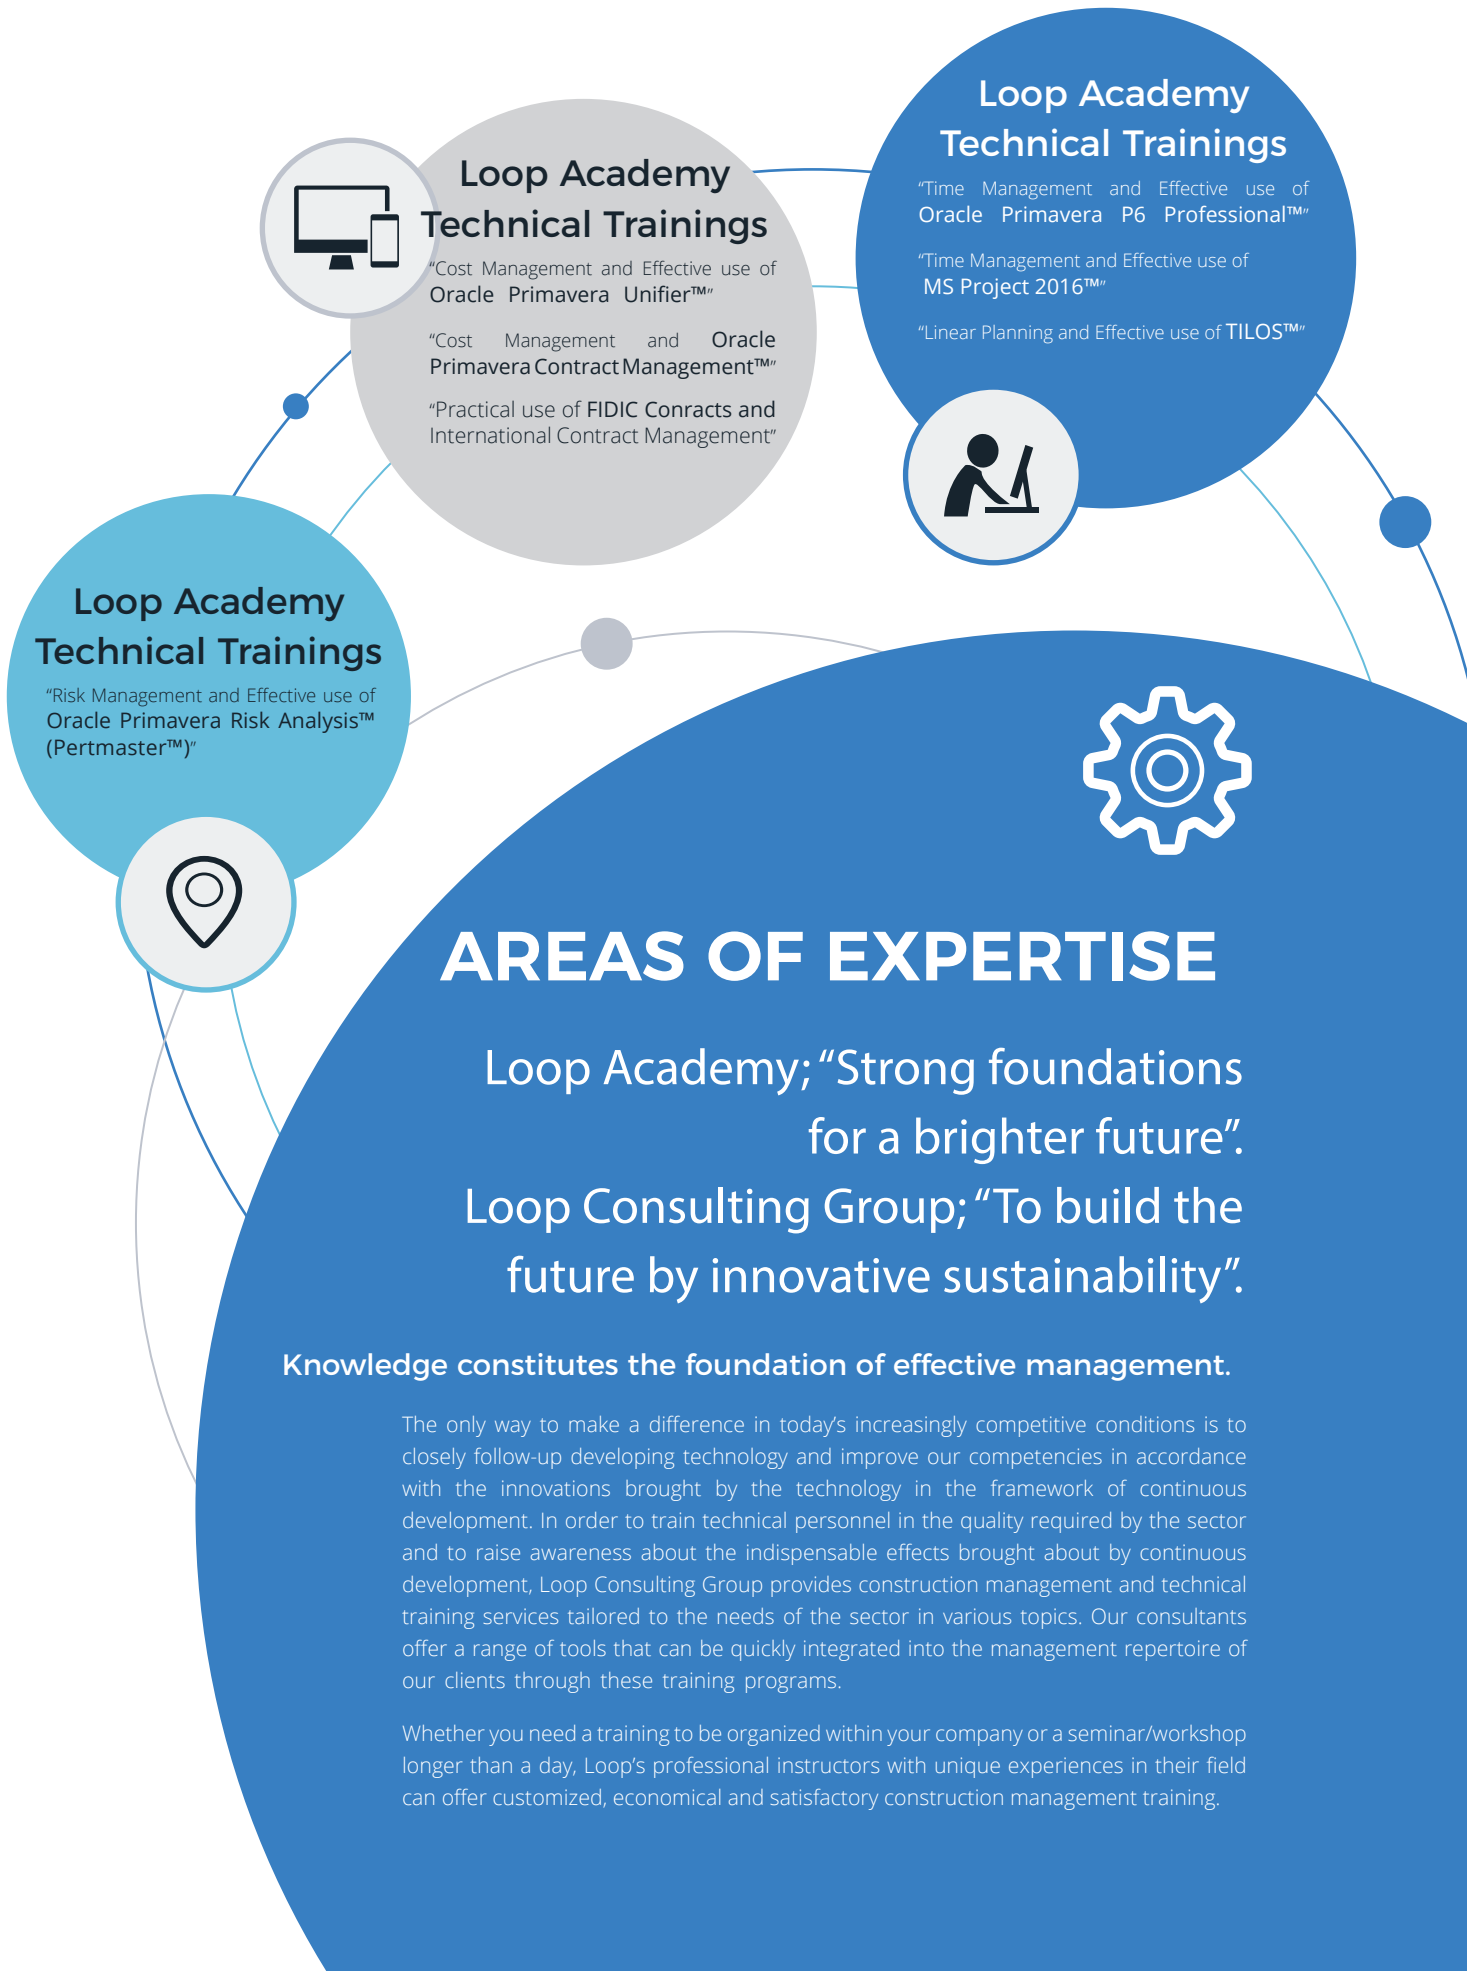 Loop Academy
Technical Trainings
“Time Management and Effective use of
Oracle Primavera P6 Professional™”
“Time Management and Effective use of
MS Project 2016™”
“Linear Planning and Effective use of TILOS™”
Loop Academy
Technical Trainings
“Cost Management and Effective use of
Oracle Primavera Unifier™”
“Cost Management and Oracle
Primavera Contract Management™”
“Practical use of FIDIC Conracts and
International Contract Management”
Loop Academy
Technical Trainings
“Risk Management and Effective use of
Oracle Primavera Risk Analysis™
(Pertmaster™)”
AREAS OF EXPERTISE
Loop Academy; “Strong foundations
for a brighter future”.
Loop Consulting Group; “To build the
future by innovative sustainability”.
Knowledge constitutes the foundation of effective management.
The only way to make a difference in today’s increasingly competitive conditions is to
closely follow-up developing technology and improve our competencies in accordance
with the innovations brought by the technology in the framework of continuous
development. In order to train technical personnel in the quality required by the sector
and to raise awareness about the indispensable effects brought about by continuous
development, Loop Consulting Group provides construction management and technical
training services tailored to the needs of the sector in various topics. Our consultants
offer a range of tools that can be quickly integrated into the management repertoire of
our clients through these training programs.
Whether you need a training to be organized within your company or a seminar/workshop
longer than a day, Loop’s professional instructors with unique experiences in their field
can offer customized, economical and satisfactory construction management training.